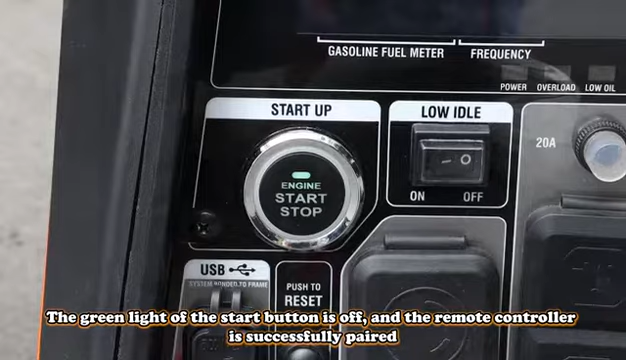 GASOLINE FUEL METER
FREQUENCY
POWER
OVERLOAD
LOW OIL
START UP
LOW IDLE
ENGINE
START
STOP
ON
OFF
20A
USB
SYSTEM BONDED TO FRAME
PUSH TO
RESET
The green light of the start button is off, and the remote controller
is successfully paired